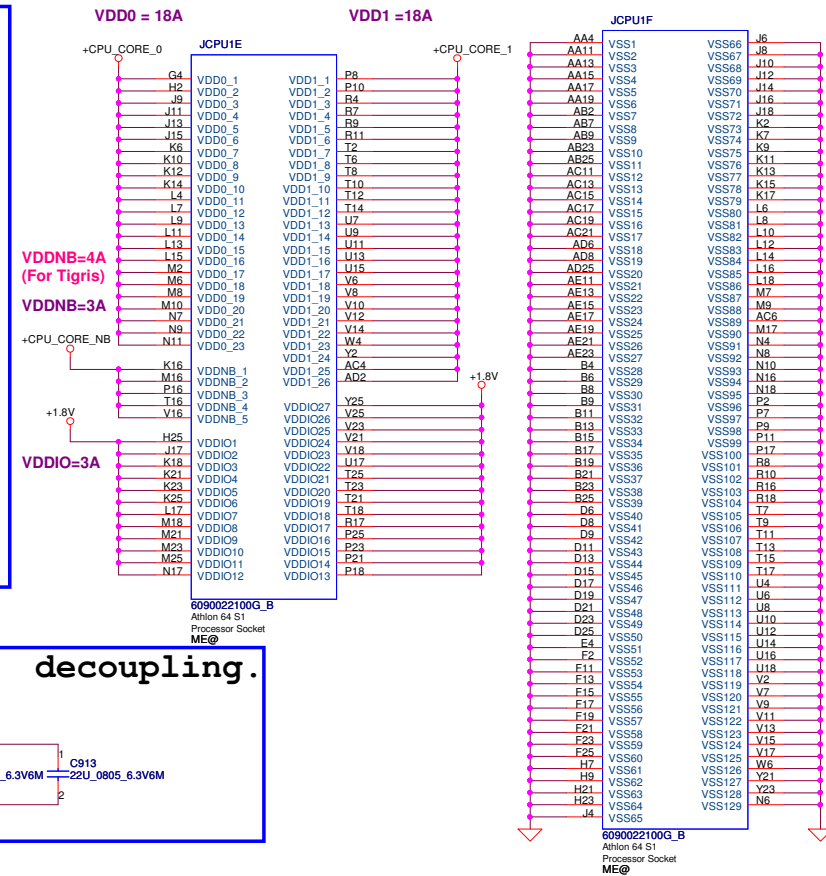 VDD0 = 18A
VDD1 =18A
+CPU_CORE_0
JCPU1E
+CPU_CORE_1
G4 VDD0_1 VDD1_1 P8
H2 VDD0_2 VDD1_2 P10
J9 VDD0_3 VDD1_3 R4
J11 VDD0_4 VDD1_4 R7
J13 VDD0_5 VDD1_5 R9
J15 VDD0_6 VDD1_6 R11
K6 VDD0_7 VDD1_7 T2
K10 VDD0_8 VDD1_8 T6
K12 VDD0_9 VDD1_9 T8
K14 VDD0_10 VDD1_10 T10
L4 VDD0_11 VDD1_11 T12
L7 VDD0_12 VDD1_12 T14
L9 VDD0_13 VDD1_13 U7
L11 VDD0_14 VDD1_14 U9
L13 VDD0_15 VDD1_15 U11
L15 VDD0_16 VDD1_16 U13
M2 VDD0_17 VDD1_17 U15
M6 VDD0_18 VDD1_18 V6
M8 VDD0_19 VDD1_19 V8
M10 VDD0_20 VDD1_20 V10
N7 VDD0_21 VDD1_21 V12
N9 VDD0_22 VDD1_22 V14
N11 VDD0_23 VDD1_23 W4
VDD1_24 Y2
K16 VDDNB_1 VDD1_25 AC4
M16 VDDNB_2 VDD1_26 AD2
P16 VDDNB_3
T16 VDDNB_4 VDDIO27 Y25
V16 VDDNB_5 VDDIO26 V25
VDDIO25 V23
H25 VDDIO1 VDDIO24 V21
J17 VDDIO2 VDDIO23 V18
K18 VDDIO3 VDDIO22 U17
K21 VDDIO4 VDDIO21 T25
K23 VDDIO5 VDDIO20 T23
K25 VDDIO6 VDDIO19 T21
L17 VDDIO7 VDDIO18 T18
M18 VDDIO8 VDDIO17 R17
M21 VDDIO9 VDDIO16 P25
M23 VDDIO10 VDDIO15 P23
M25 VDDIO11 VDDIO14 P21
N17 VDDIO12 VDDIO13 P18
VDDNB=4A
(For Tigris)
VDDNB=3A
+CPU_CORE_NB
+1.8V
+1.8V
VDDIO=3A
6090022100G_B
Athlon 64 S1
Processor Socket
ME@
decoupling.
1
C913
_6.3V6M
22U_0805_6.3V6M
2
JCPU1F
AA4 VSS1 VSS66 J6
AA11 VSS2 VSS67 J8
AA13 VSS3 VSS68 J10
AA15 VSS4 VSS69 J12
AA17 VSS5 VSS70 J14
AA19 VSS6 VSS71 J16
AB2 VSS7 VSS72 J18
AB7 VSS8 VSS73 K2
AB9 VSS9 VSS74 K7
AB23 VSS10 VSS75 K9
AB25 VSS11 VSS76 K11
AC11 VSS12 VSS77 K13
AC13 VSS13 VSS78 K15
AC15 VSS14 VSS79 K17
AC17 VSS15 VSS80 L6
AC19 VSS16 VSS81 L8
AC21 VSS17 VSS82 L10
AD6 VSS18 VSS83 L12
AD8 VSS19 VSS84 L14
AD25 VSS20 VSS85 L16
AE11 VSS21 VSS86 L18
AE13 VSS22 VSS87 M7
AE15 VSS23 VSS88 M9
AE17 VSS24 VSS89 AC6
AE19 VSS25 VSS90 M17
AE21 VSS26 VSS91 N4
AE23 VSS27 VSS92 N8
B4 VSS28 VSS93 N10
B6 VSS29 VSS94 N16
B8 VSS30 VSS95 N18
B9 VSS31 VSS96 P2
B11 VSS32 VSS97 P7
B13 VSS33 VSS98 P9
B15 VSS34 VSS99 P11
B17 VSS35 VSS100 P17
B19 VSS36 VSS101 R8
B21 VSS37 VSS102 R10
B23 VSS38 VSS103 R16
B25 VSS39 VSS104 R18
D6 VSS40 VSS105 T7
D8 VSS41 VSS106 T9
D9 VSS42 VSS107 T11
D11 VSS43 VSS108 T13
D13 VSS44 VSS109 T15
D15 VSS45 VSS110 T17
D17 VSS46 VSS111 U4
D19 VSS47 VSS112 U6
D21 VSS48 VSS113 U8
D23 VSS49 VSS114 U10
D25 VSS50 VSS115 U12
E4 VSS51 VSS116 U14
F2 VSS52 VSS117 U16
F11 VSS53 VSS118 U18
F13 VSS54 VSS119 V2
F15 VSS55 VSS120 V7
F17 VSS56 VSS121 V9
F19 VSS57 VSS122 V11
F21 VSS58 VSS123 V13
F23 VSS59 VSS124 V15
F25 VSS60 VSS125 V17
H7 VSS61 VSS126 W6
H9 VSS62 VSS127 Y21
H21 VSS63 VSS128 Y23
H23 VSS64 VSS129 N6
J4 VSS65
6090022100G_B
Athlon 64 S1
Processor Socket
ME@